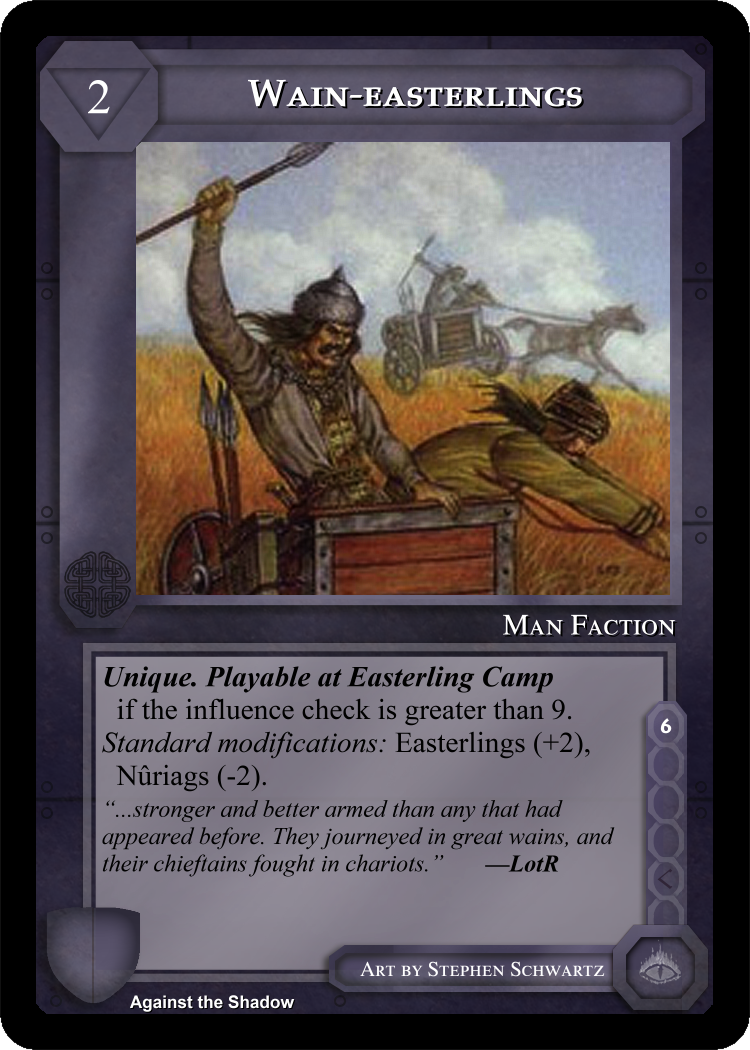 2
Wain-easterlings
Man Faction
Unique. Playable at Easterling Camp
if the influence check is greater than 9.
Standard modifications: Easterlings (+2),
Nûriags (-2).
“...stronger and better armed than any that had
appeared before. They journeyed in great wains, and
their chieftains fought in chariots.” —LotR
6
Art by Stephen Schwartz
Against the Shadow